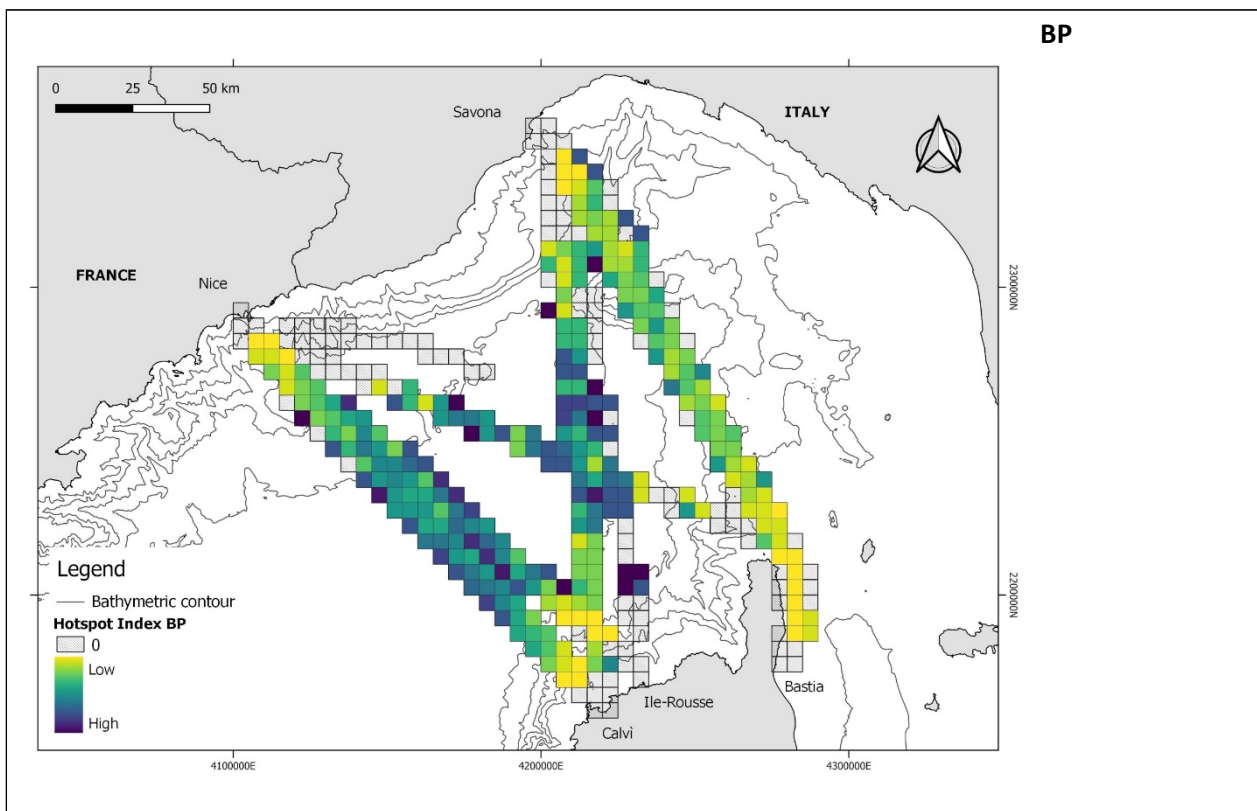 BP
0 25 50 km
Savona
ITALY
FRANCE
Nice
2300000N
2200000N
Legend
Bathymetric contour
Hotspot Index BP
0
Low
High
Bastia
Ile-Rousse
Calvi
4100000E 4200000E 4300000E